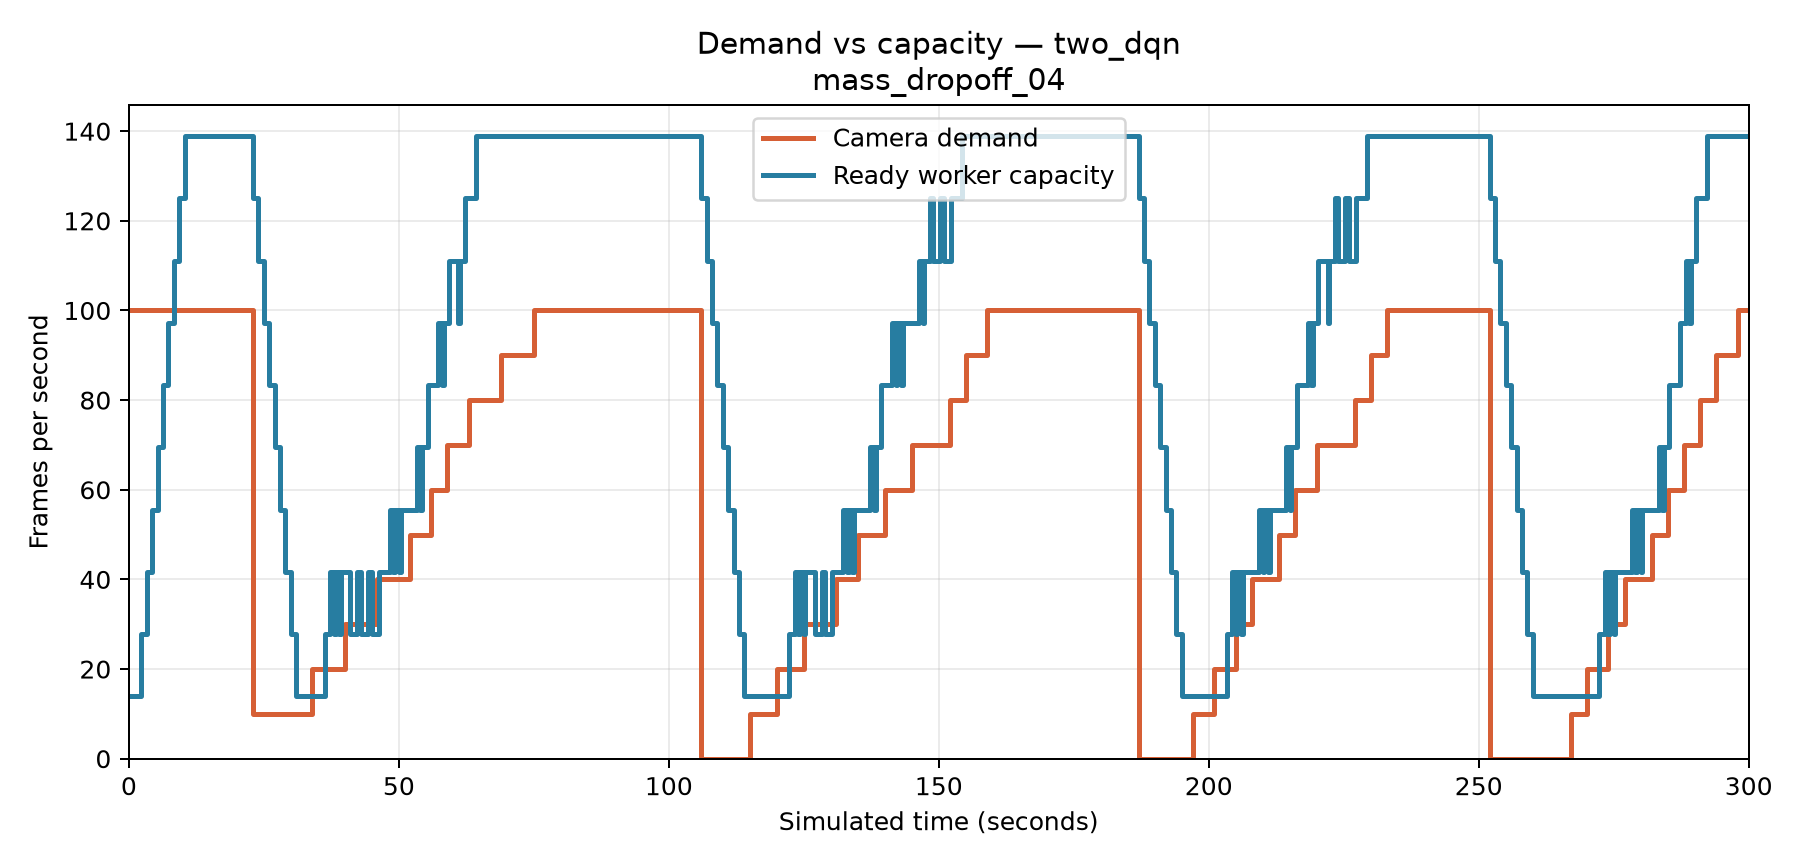 Demand vs capacity — two_dqn
mass_dropoff_04
Camera demand
Ready worker capacity
Frames per second
140
120
100
80
60
40
20
0
0 50 100 150 200 250 300
Simulated time (seconds)